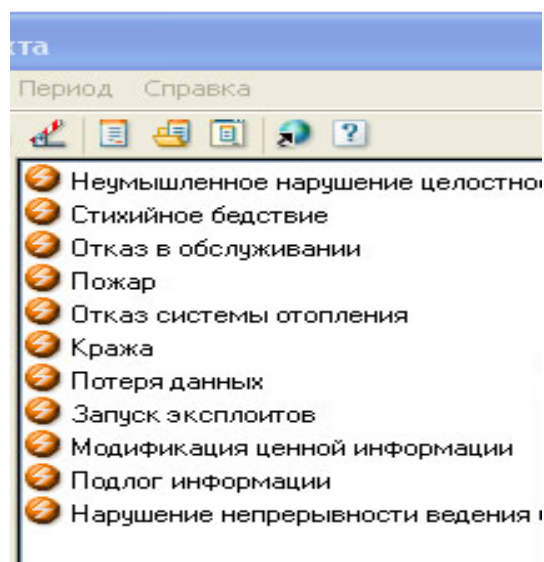 кта
Период Справка
Неумышленное нарушение целостнос
Стихийное бедствие
Отказ в обслуживании
Пожар
Отказ системы отопления
Кража
Потеря данных
Запуск эксплоитов
Модификация ценной информации
Подлог информации
Нарушение непрерывности ведения